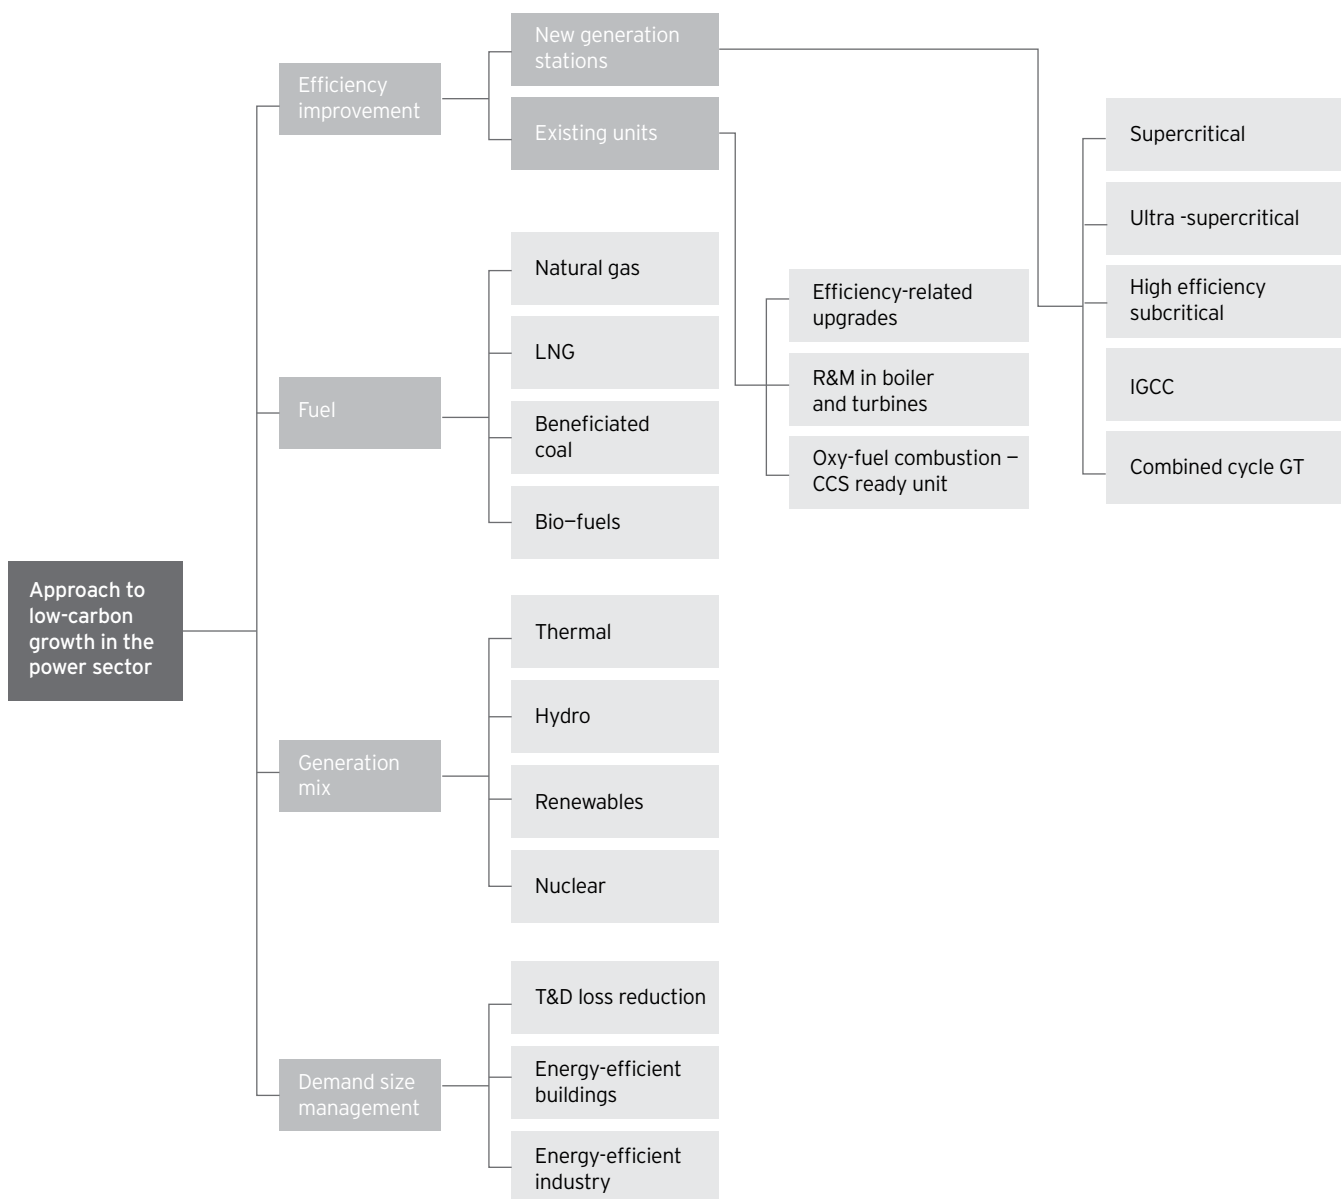 Approach to
low-carbon
growth in the
power sector
Efficiency
improvement
New generation
stations
Existing units
Supercritical
Ultra -supercritical
High efficiency
subcritical
IGCC
Combined cycle GT
Efficiency-related
upgrades
R&M in boiler
and turbines
Oxy-fuel combustion –
CCS ready unit
Fuel
Natural gas
LNG
Beneficiated
coal
Bio–fuels
Generation
mix
Thermal
Hydro
Renewables
Nuclear
Demand size
management
T&D loss reduction
Energy-efficient
buildings
Energy-efficient
industry